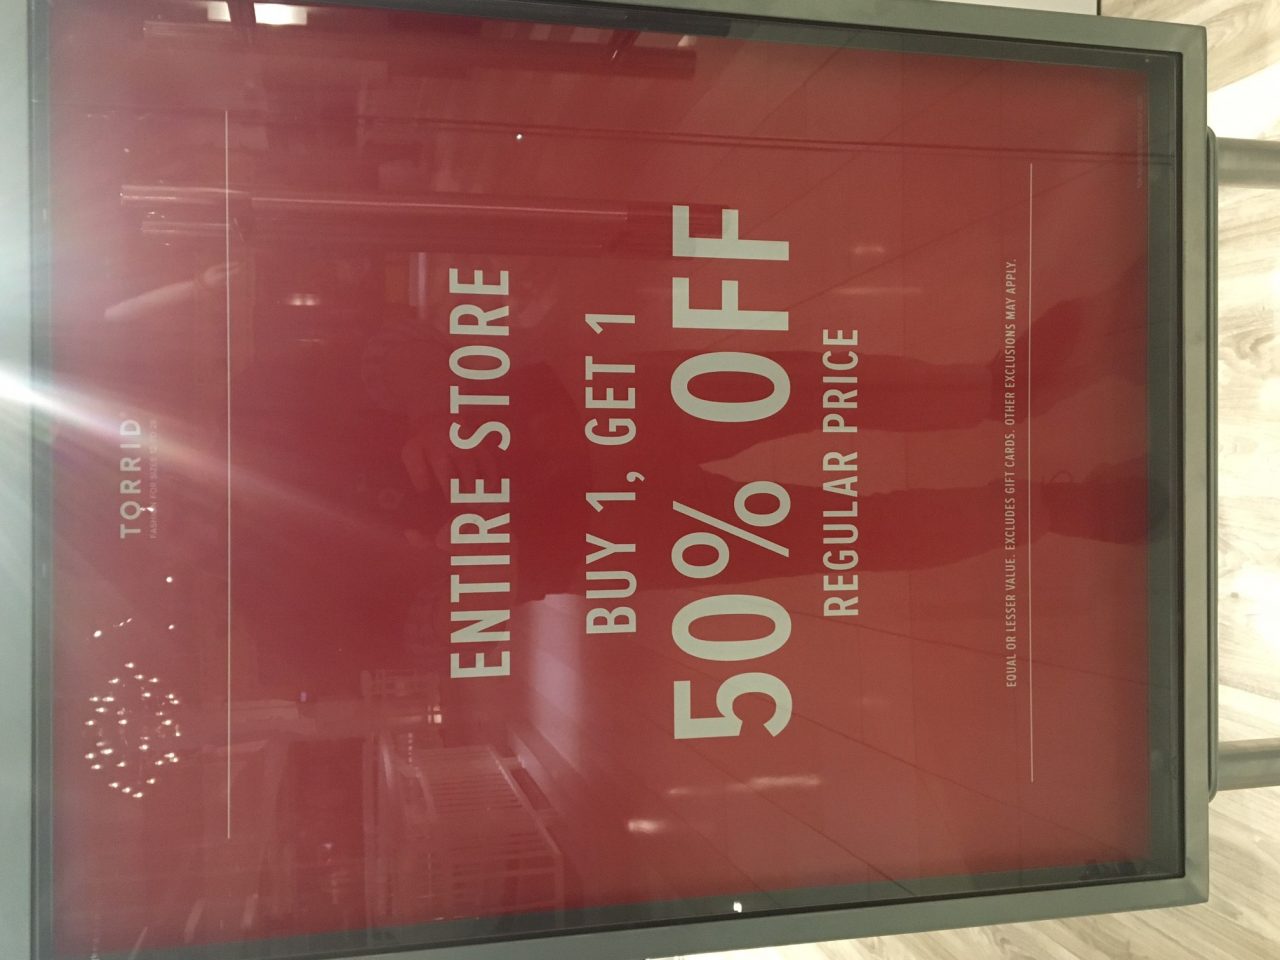 TORRID
ENTIRE STORE
BUY 1, GET 1
50% OFF
REGULAR PRICE
EQUAL OR LESSER VALUE. EXCLUDES GIFT CARDS. OTHER EXCLUSIONS MAY APPLY.